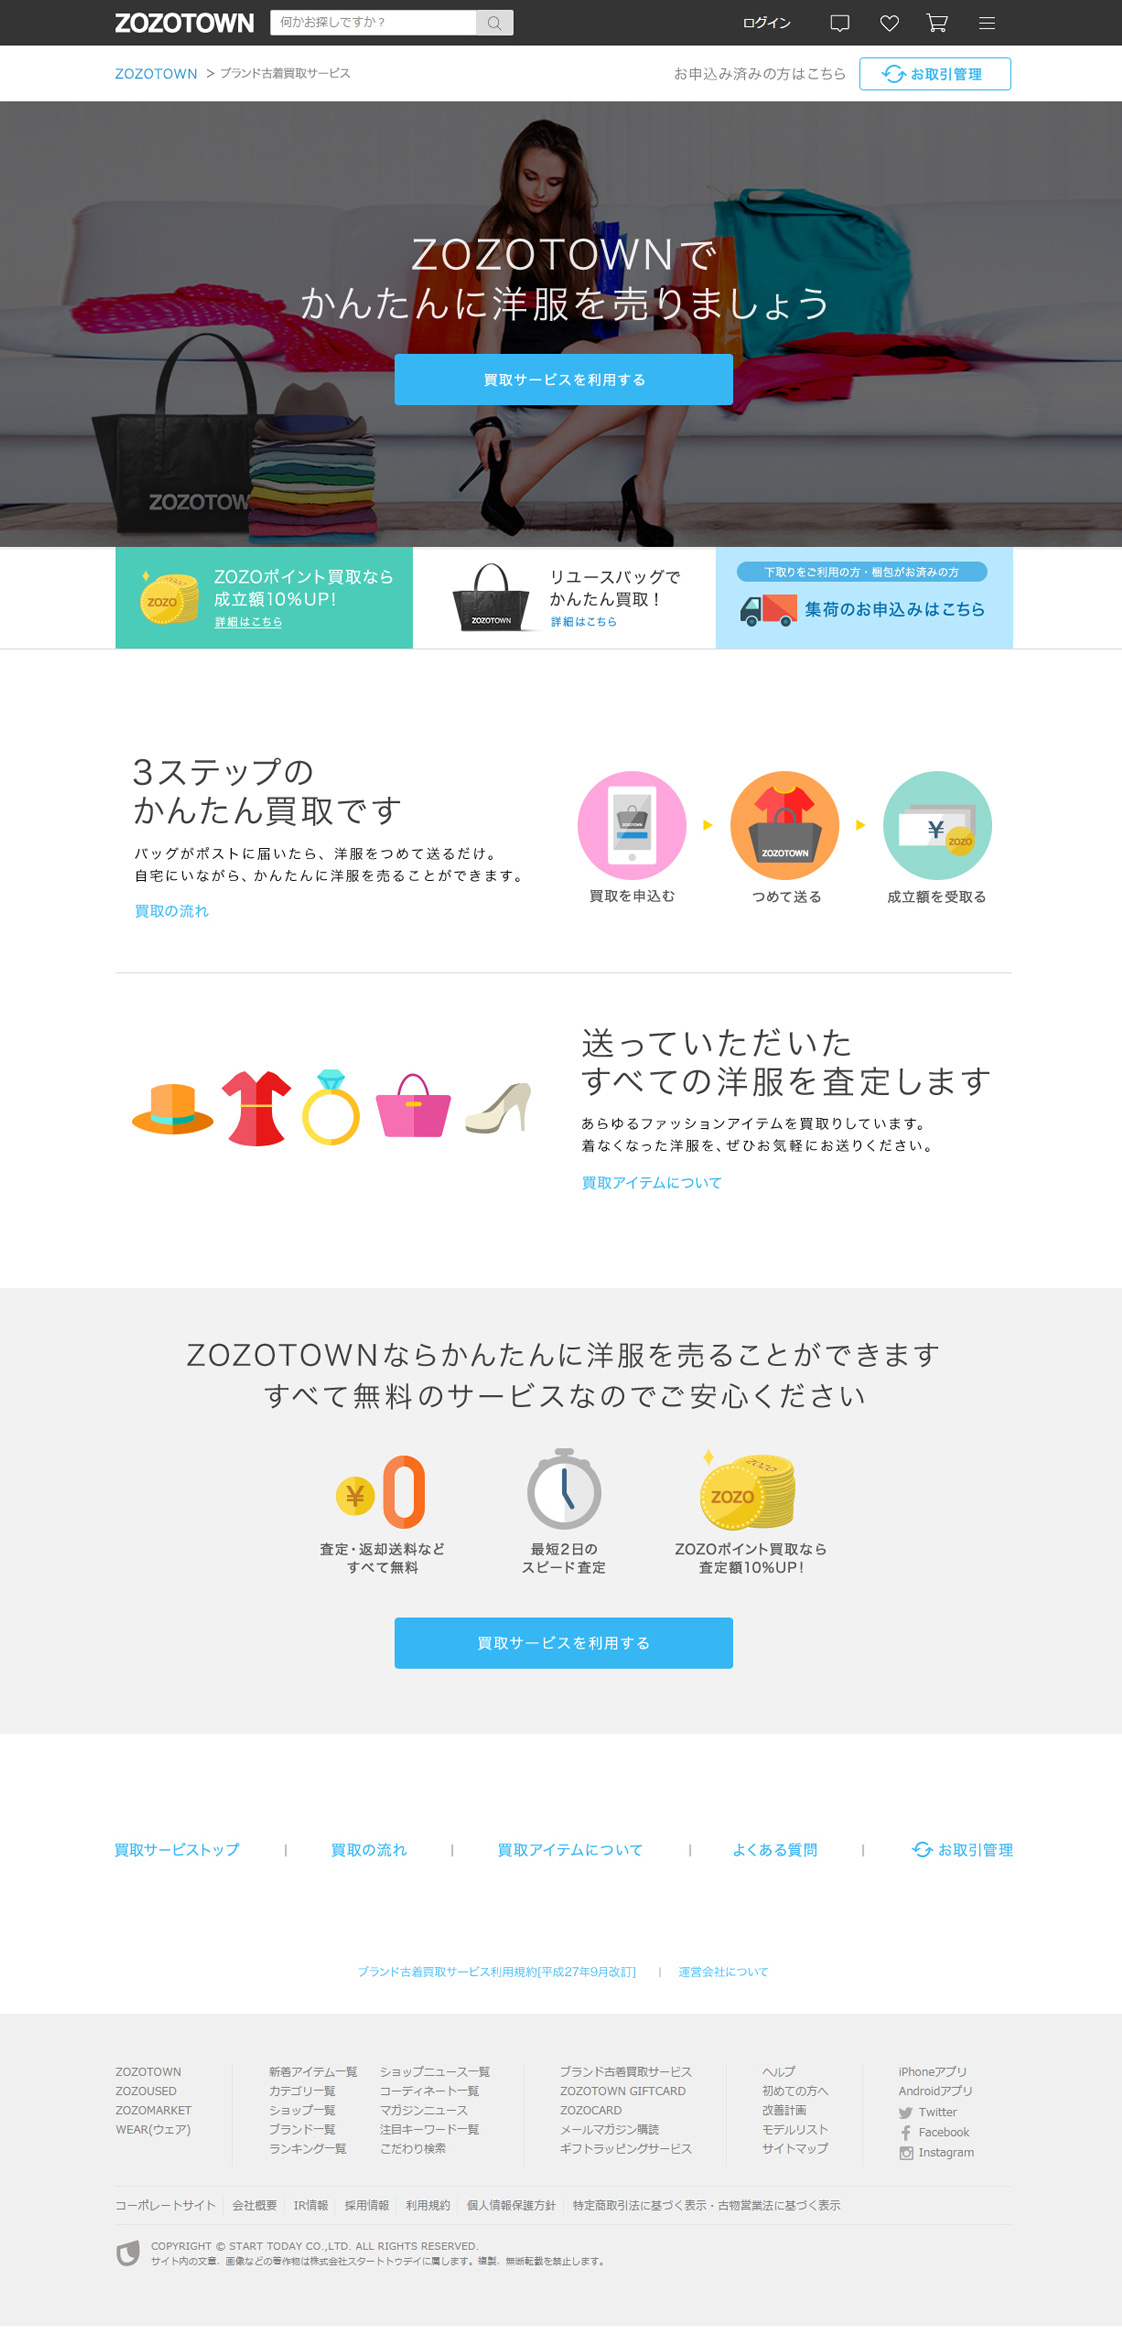 ZOZOTOWN
何かお探しですか？
ログイン
ZOZOTOWN > ブランド古着買取サービス
お申込み済みの方はこちら
お取引管理
ZOZOTOWNで
かんたんに洋服を売りましょう
買取サービスを利用する
ZOZOTOW
ZOZOポイント買取なら
成立額10%UP!
詳細はこちら
ZOZOTOWN
リユースバッグで
かんたん買取！
詳細はこちら
下取りをご利用の方・梱包がお済みの方
集荷のお申込みはこちら
ZOZO
3ステップの
かんたん買取です
バッグがポストに届いたら、洋服をつめて送るだけ。
自宅にいながら、かんたんに洋服を売ることができます。
買取の流れ
ZOZOTOWN
買取を申込む
ZOZOTOWN
つめて送る
¥
ZOZO
成立額を受取る
送っていただいた
すべての洋服を査定します
あらゆるファッションアイテムを買取りしています。
着なくなった洋服を、ぜひお気軽にお送りください。
買取アイテムについて
ZOZOTOWNならかんたんに洋服を売ることができます
すべて無料のサービスなのでご安心ください
¥0
査定・返却送料など
すべて無料
最短2日の
スピード査定
ZOZO
ZOZO
ZOZOポイント買取なら
査定額10%UP!
買取サービスを利用する
買取サービストップ | 買取の流れ | 買取アイテムについて | よくある質問 | お取引管理
ブランド古着買取サービス利用規約[平成27年9月改訂] | 運営会社について
ZOZOTOWN
ZOZOUSED
ZOZOMARKET
WEAR(ウェア)
新着アイテム一覧
カテゴリ一覧
ショップ一覧
ブランド一覧
ランキング一覧
ショップニュース一覧
コーディネート一覧
マガジンニュース
注目キーワード一覧
こだわり検索
ブランド古着買取サービス
ZOZOTOWN GIFTCARD
ZOZOCARD
メールマガジン購読
ギフトラッピングサービス
ヘルプ
初めての方へ
改善計画
モデルリスト
サイトマップ
iPhoneアプリ
Androidアプリ
Twitter
Facebook
Instagram
コーポレートサイト 会社概要 IR情報 採用情報 利用規約 個人情報保護方針 特定商取引法に基づく表示・古物営業法に基づく表示
COPYRIGHT © START TODAY CO.,LTD. ALL RIGHTS RESERVED.
サイト内の文章、画像などの著作物は株式会社スタートトゥデイに属します。複製、無断転載を禁止します。